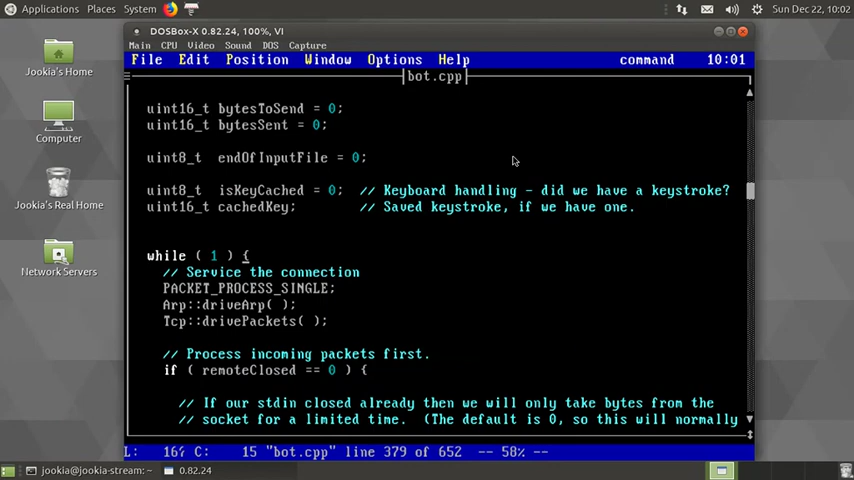 Applications Places System Sun Dec 22, 10:02
DOSBox-X 0.82.24, 100%, VI
Main CPU Video Sound DOS Capture
File Edit Position Window Options Help command 10:01
bot.cpp
uint16_t bytesToSend = 0;
uint16_t bytesSent = 0;
uint8_t endOfInputFile = 0;
uint8_t isKeyCached = 0; // Keyboard handling - did we have a keystroke?
uint16_t cachedKey; // Saved keystroke, if we have one.
while ( 1 ) {
// Service the connection
PACKET_PROCESS_SINGLE;
Arp::driveArp( );
Tcp::drivePackets( );
// Process incoming packets first.
if ( remoteClosed == 0 ) {
// If our stdin closed already then we will only take bytes from the
// socket for a limited time. (The default is 0, so this will normally
L: 167 C: 15 "bot.cpp" line 379 of 652 -- 58% --
Jookia's Home
Computer
Jookia's Real Home
Network Servers
jookia@jookia-stream: ~ 0.82.24